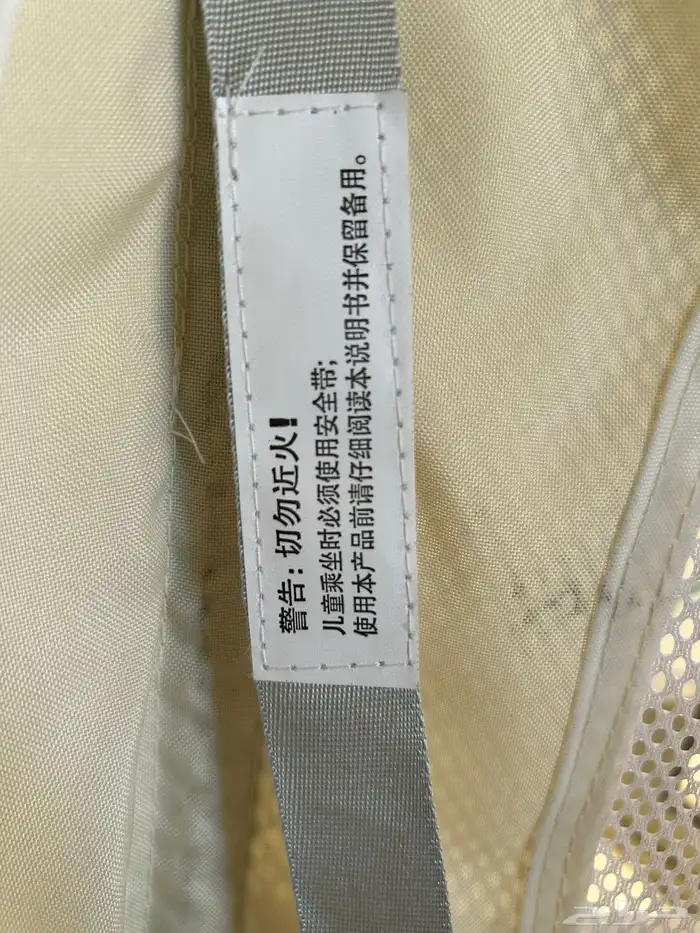 警告：切勿近火！
儿童乘坐时必须使用安全带；
使用本产品前请仔细阅读本说明书并保留备用。